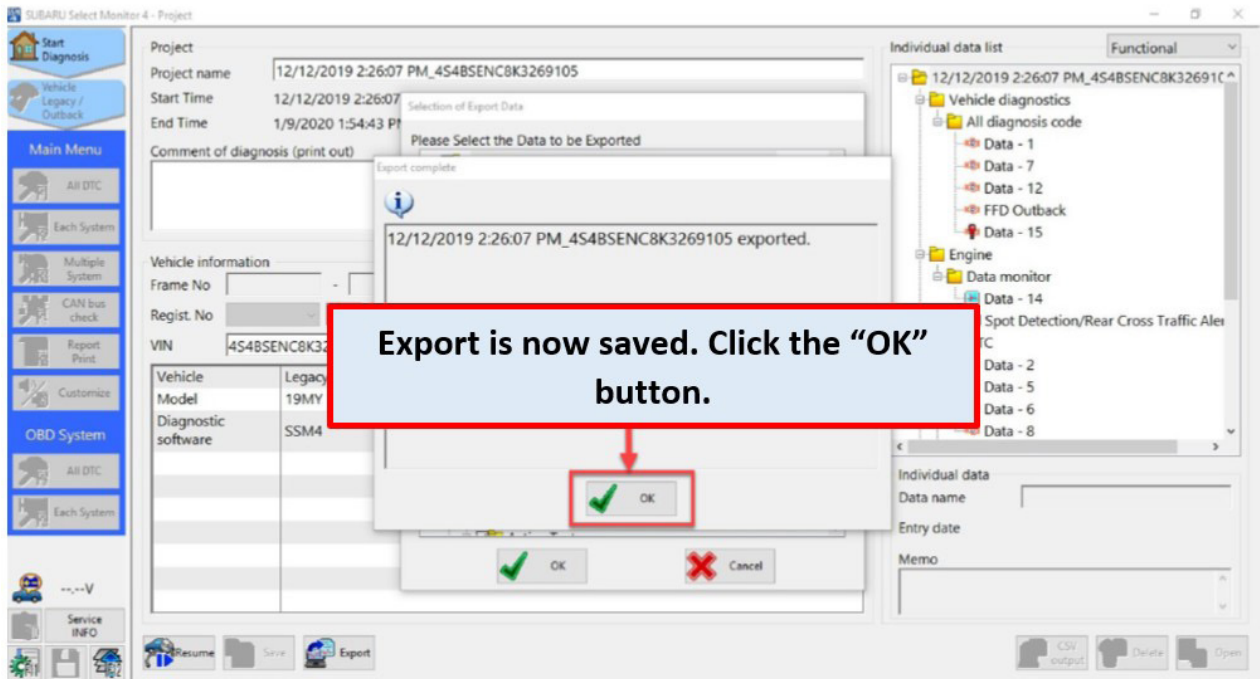 SUBARU Select Monitor 4 - Project
Start
Diagnosis
Vehicle
Legacy /
Outback
Main Menu
All DTC
Each System
Multiple
System
CAN bus
check
Report
Print
Customize
OBD System
All DTC
Each System
--.--V
Service
INFO
Project
Project name 12/12/2019 2:26:07 PM_4S4BSENC8K3269105
Start Time 12/12/2019 2:26:07
End Time 1/9/2020 1:54:43 PM
Comment of diagnosis (print out)
Vehicle information
Frame No -
Regist. No
VIN 4S4BSENC8K32
Vehicle Legacy
Model 19MY
Diagnostic
software SSM4
Resume
Save
Export
Selection of Export Data
Please Select the Data to be Exported
Export complete
12/12/2019 2:26:07 PM_4S4BSENC8K3269105 exported.
Export is now saved. Click the “OK”
button.
OK
OK
Cancel
Individual data list Functional
12/12/2019 2:26:07 PM_4S4BSENC8K326910
Vehicle diagnostics
All diagnosis code
Data - 1
Data - 7
Data - 12
FFD Outback
Data - 15
Engine
Data monitor
Data - 14
Spot Detection/Rear Cross Traffic Aler
TC
Data - 2
Data - 5
Data - 6
Data - 8
Individual data
Data name
Entry date
Memo
CSV
output
Delete
Open